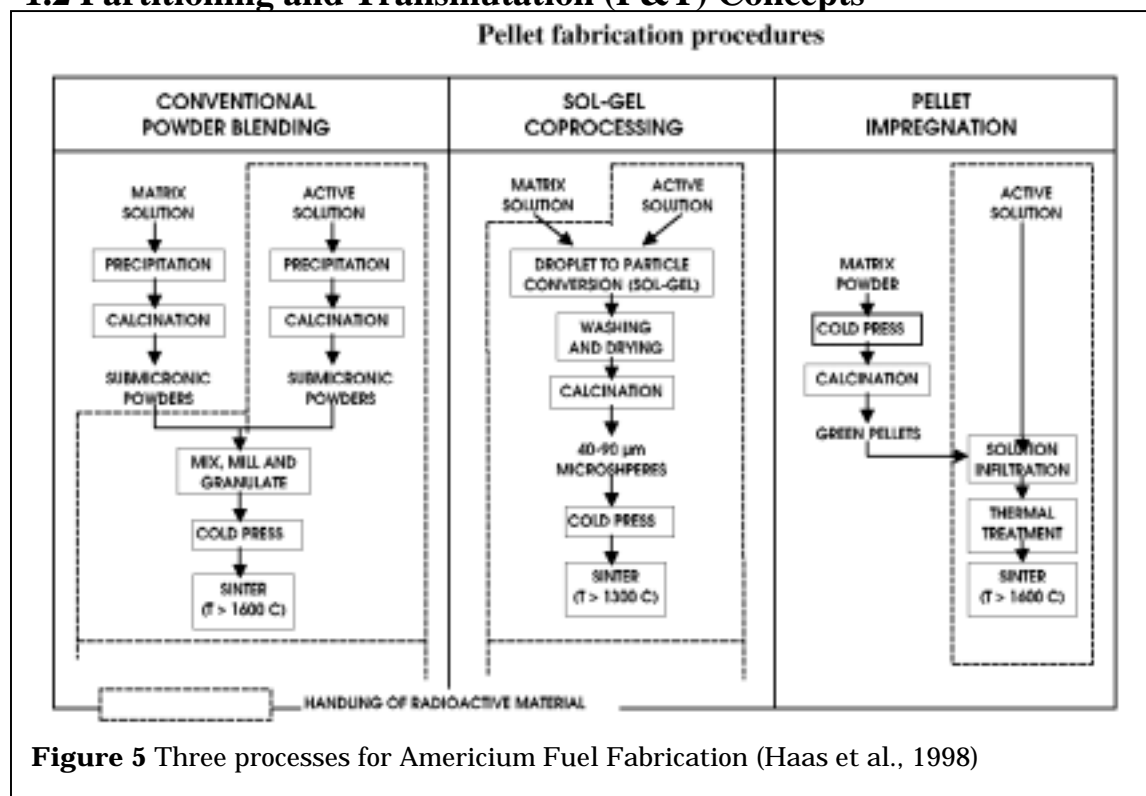 1.2 Partitioning and Transmutation (P&T) Concepts
Pellet fabrication procedures
CONVENTIONAL
POWDER BLENDING
MATRIX
SOLUTION
ACTIVE
SOLUTION
PRECIPITATION
PRECIPITATION
CALCINATION
CALCINATION
SUBMICRONIC
POWDERS
SUBMICRONIC
POWDERS
MIX, MILL AND
GRANULATE
COLD PRESS
SINTER
(T > 1600 C)
SOL-GEL
COPROCESSING
MATRIX
SOLUTION
ACTIVE
SOLUTION
DROPLET TO PARTICLE
CONVERSION (SOL-GEL)
WASHING
AND DRYING
CALCINATION
40-90 µm
MICROSHPERES
COLD PRESS
SINTER
(T > 1300 C)
PELLET
IMPREGNATION
ACTIVE
SOLUTION
MATRIX
POWDER
COLD PRESS
CALCINATION
GREEN PELLETS
SOLUTION
INFILTRATION
THERMAL
TREATMENT
SINTER
(T > 1600 C)
HANDLING OF RADIOACTIVE MATERIAL
Figure 5 Three processes for Americium Fuel Fabrication (Haas et al., 1998)